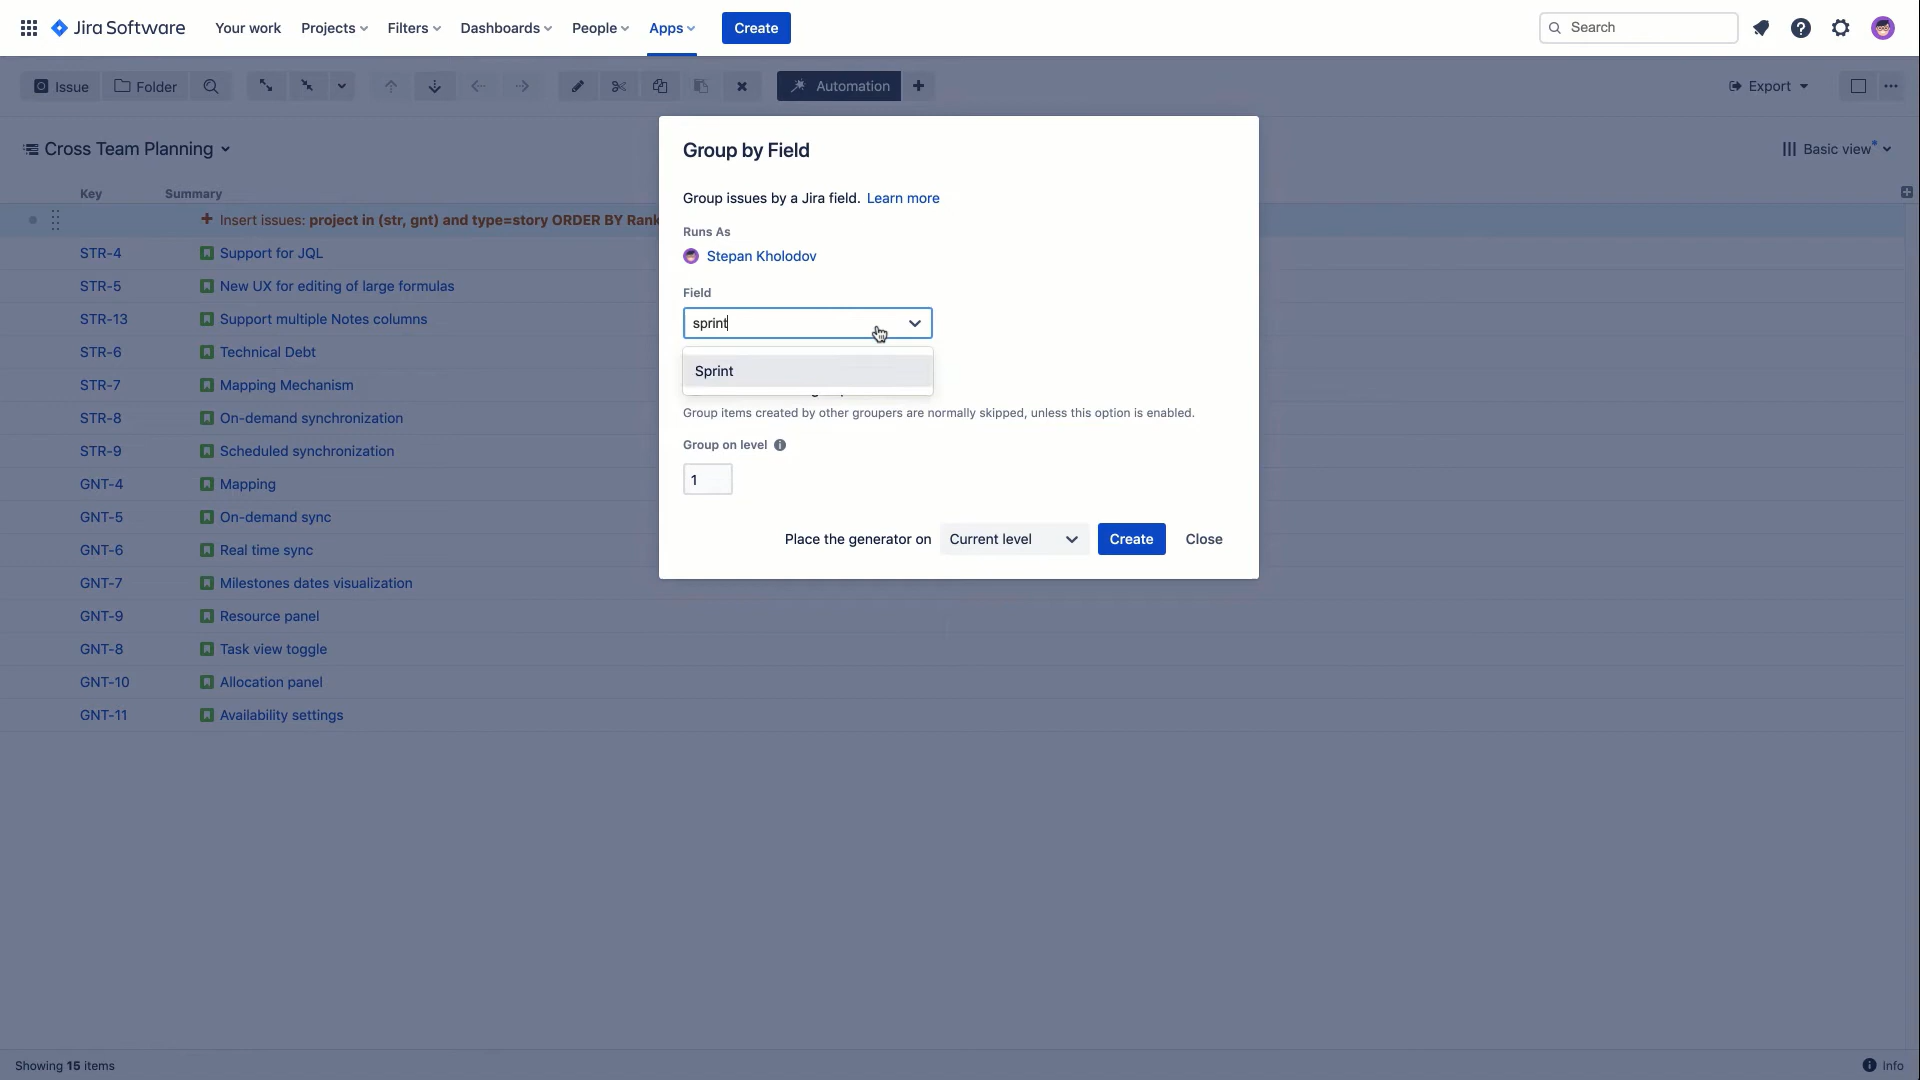 Jira Software
Your work
Projects
Filters
Dashboards
People
Apps
Create
Search
Issue
Folder
Automation
Export
Cross Team Planning
Basic view
Key
Summary
Insert issues: project in (str, gnt) and type=story ORDER BY Rank
STR-4 Support for JQL
STR-5 New UX for editing of large formulas
STR-13 Support multiple Notes columns
STR-6 Technical Debt
STR-7 Mapping Mechanism
STR-8 On-demand synchronization
STR-9 Scheduled synchronization
GNT-4 Mapping
GNT-5 On-demand sync
GNT-6 Real time sync
GNT-7 Milestones dates visualization
GNT-9 Resource panel
GNT-8 Task view toggle
GNT-10 Allocation panel
GNT-11 Availability settings
Group by Field
Group issues by a Jira field. Learn more
Runs As
Stepan Kholodov
Field
sprint
Sprint
Group items created by other groupers are normally skipped, unless this option is enabled.
Group on level
1
Place the generator on Current level Create Close
Showing 15 items
Info